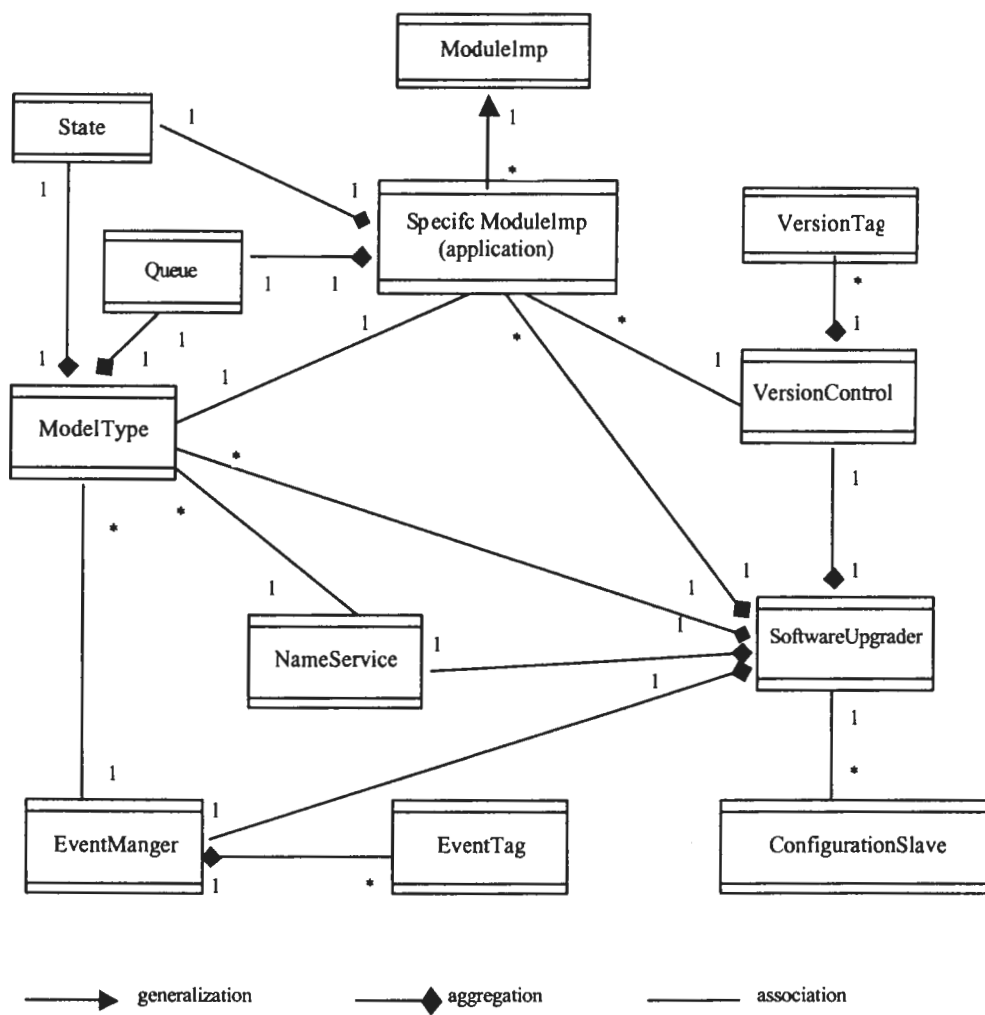 ModuleImp
1
State
1
1
*
1
Specifc ModuleImp
(application)
VersionTag
Queue
1
1
1
*
1
1
1
1
1
*
*
1
1
ModelType
VersionControl
*
*
*
1
1
1
1
1
1
1
NameService
SoftwareUpgrader
1
1
1
*
1
EventManger
EventTag
ConfigurationSlave
1
*
generalization
aggregation
association